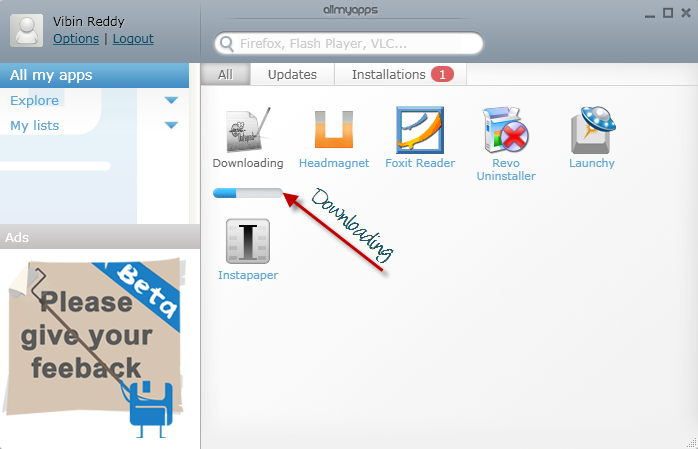 allmyapps
Vibin Reddy
Options | Logout
Firefox, Flash Player, VLC...
All my apps
Explore
My lists
All
Updates
Installations 1
Downloading
Headmagnet
Foxit Reader
Revo
Uninstaller
Launchy
Downloading
Instapaper
Ads
Beta
Please
give your
feeback